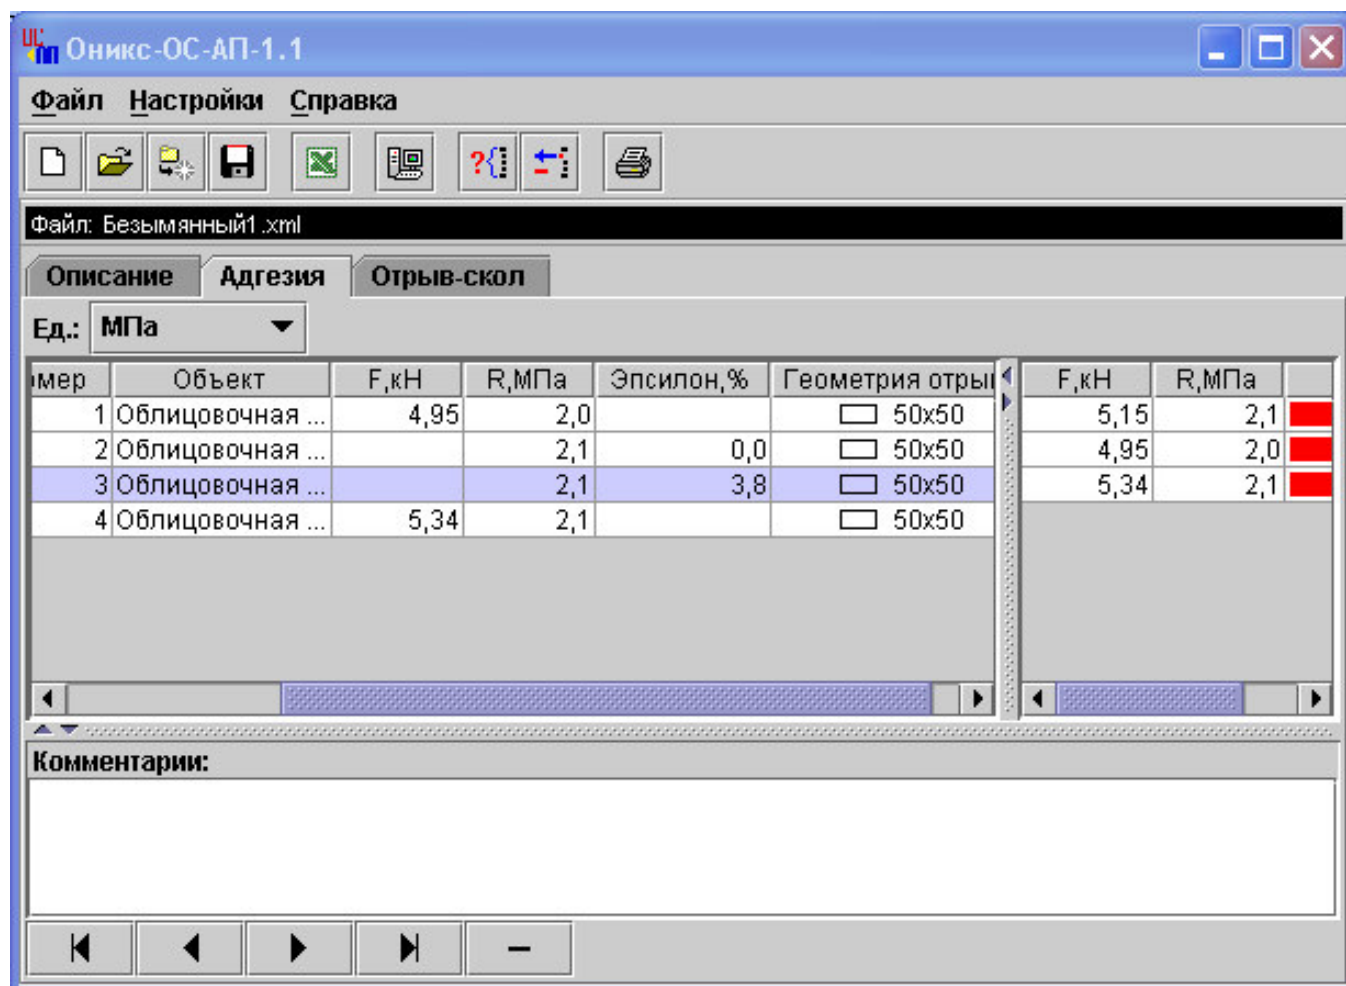 Оникс-ОС-АП-1.1
Файл Настройки Справка
Файл: Безымянный1.xml
Описание Адгезия Отрыв-скол
Ед.: МПа
мер Объект F,кН R,МПа Эпсилон,% Геометрия отры F,кН R,МПа
1 Облицовочная ... 4,95 2,0 50x50 5,15 2,1
2 Облицовочная ... 2,1 0,0 50x50 4,95 2,0
3 Облицовочная ... 2,1 3,8 50x50 5,34 2,1
4 Облицовочная ... 5,34 2,1 50x50
Комментарии: